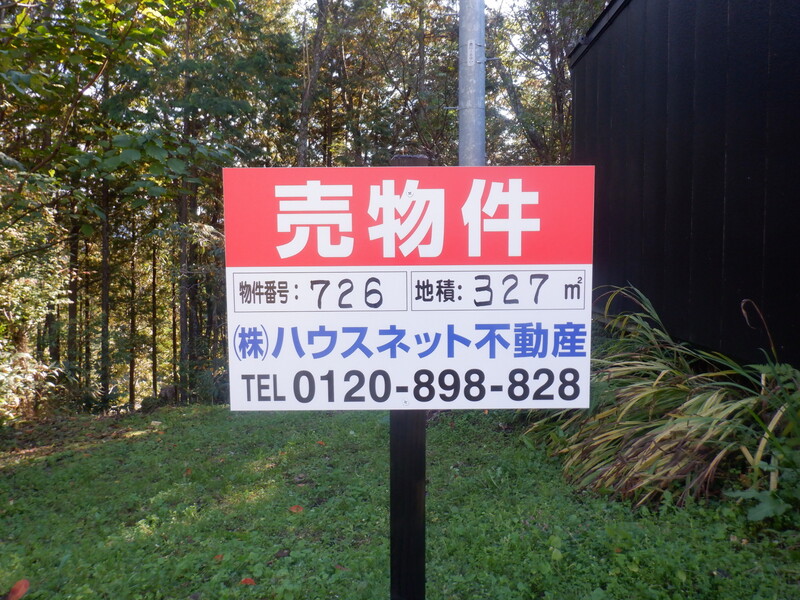 売物件
物件番号: 726 地積: 327 ㎡
(株)ハウスネット不動産
TEL 0120-898-828